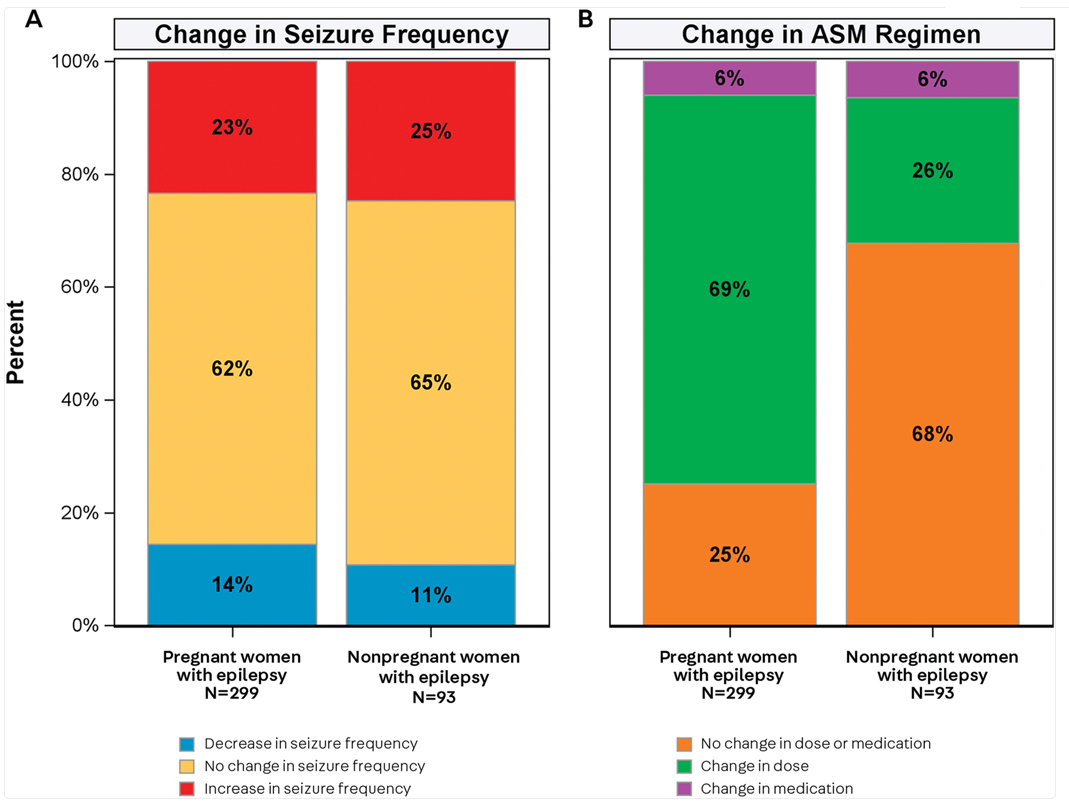 A
Change in Seizure Frequency
B
Change in ASM Regimen
Percent
100%
80%
60%
40%
20%
0%
23%
62%
14%
25%
65%
11%
6%
69%
25%
6%
26%
68%
Pregnant women
with epilepsy
N=299
Nonpregnant women
with epilepsy
N=93
Pregnant women
with epilepsy
N=299
Nonpregnant women
with epilepsy
N=93
Decrease in seizure frequency
No change in seizure frequency
Increase in seizure frequency
No change in dose or medication
Change in dose
Change in medication